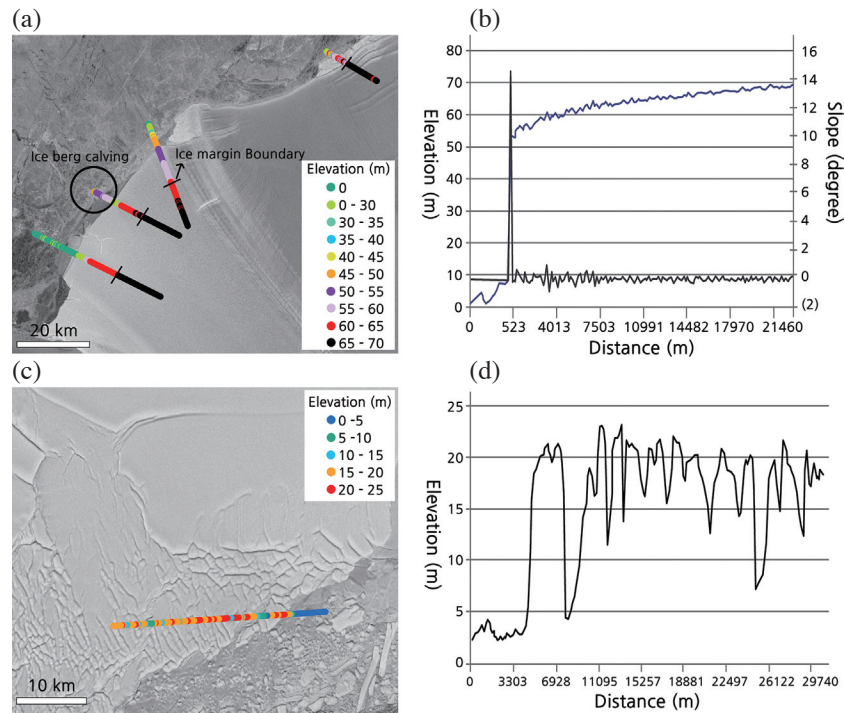 (a)
Ice berg calving
Ice margin Boundary
Elevation (m)
0
0 - 30
30 - 35
35 - 40
40 - 45
45 - 50
50 - 55
55 - 60
60 - 65
65 - 70
20 km
(b)
80
70
60
50
40
30
20
10
0
Elevation (m)
16
14
12
10
8
6
4
2
0
(2)
Slope (degree)
0
523
4013
7503
10991
14482
17970
21460
Distance (m)
(c)
Elevation (m)
0 -5
5 -10
10 - 15
15 - 20
20 - 25
10 km
(d)
25
20
15
10
5
0
Elevation (m)
0
3303
6928
11095
15257
18881
22497
26122
29740
Distance (m)